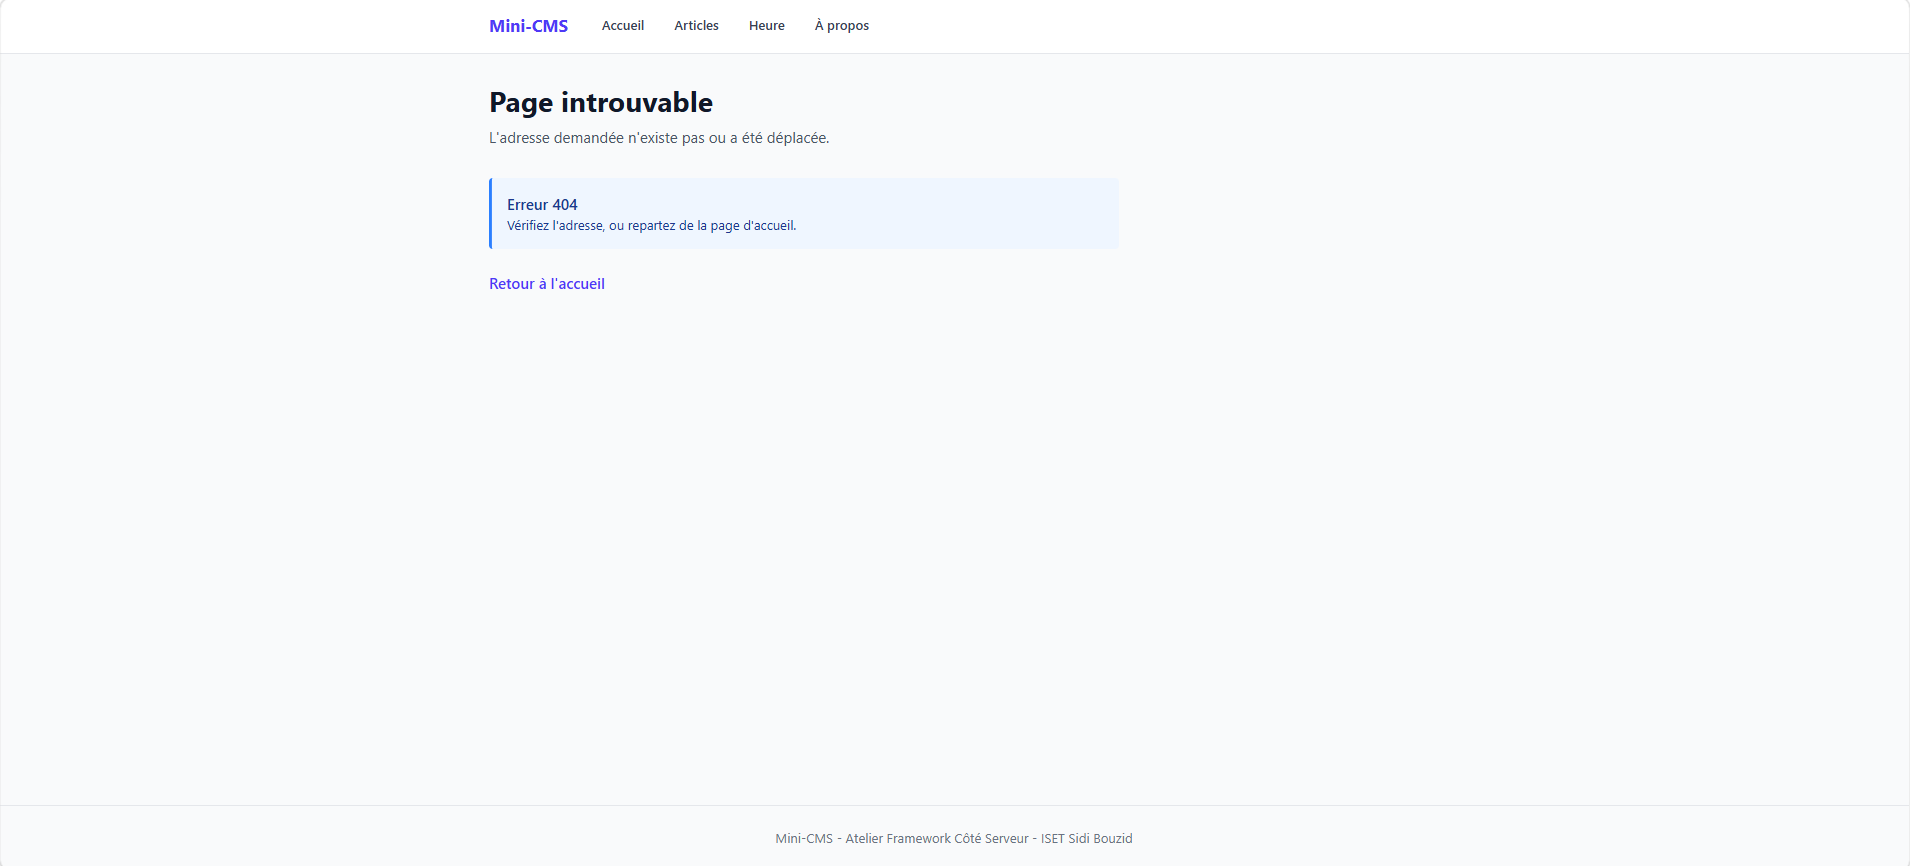 Mini-CMS Accueil Articles Heure À propos
Page introuvable
L'adresse demandée n'existe pas ou a été déplacée.
Erreur 404
Vérifiez l'adresse, ou repartez de la page d'accueil.
Retour à l'accueil
Mini-CMS - Atelier Framework Côté Serveur - ISET Sidi Bouzid